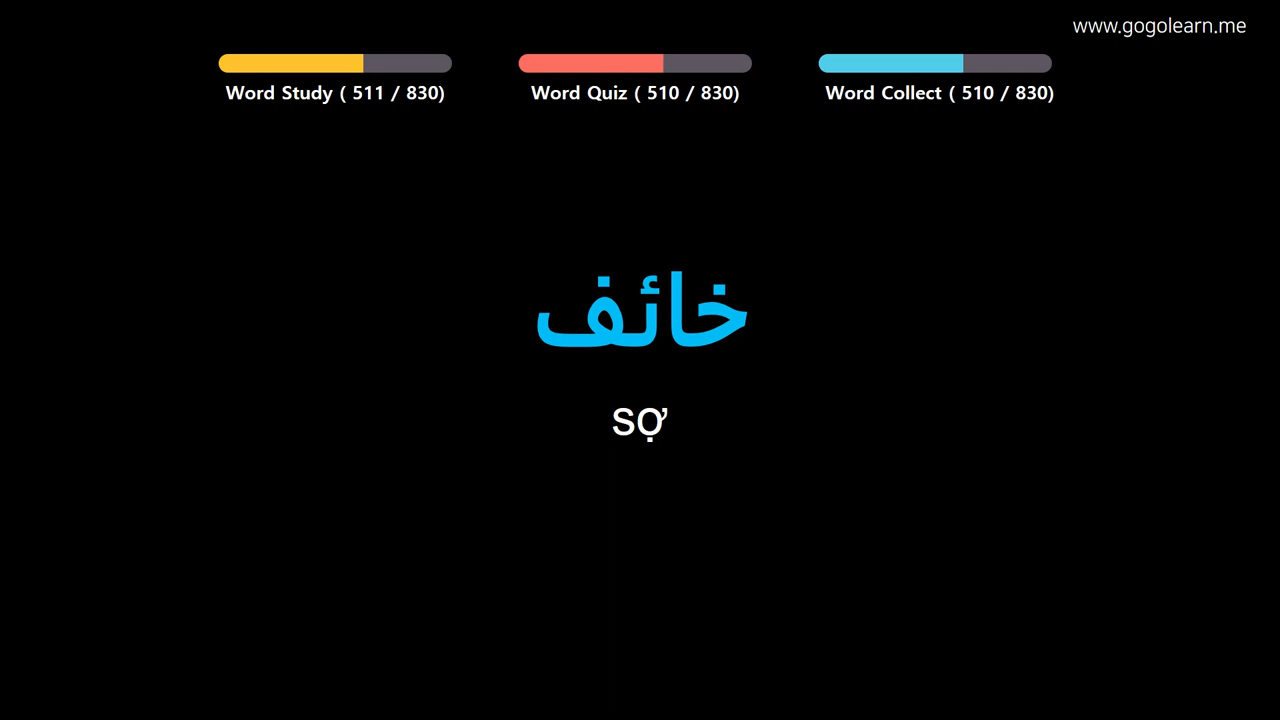 www.gogolearn.me
Word Study ( 511 / 830)
Word Quiz ( 510 / 830)
Word Collect ( 510 / 830)
خائف
sợ